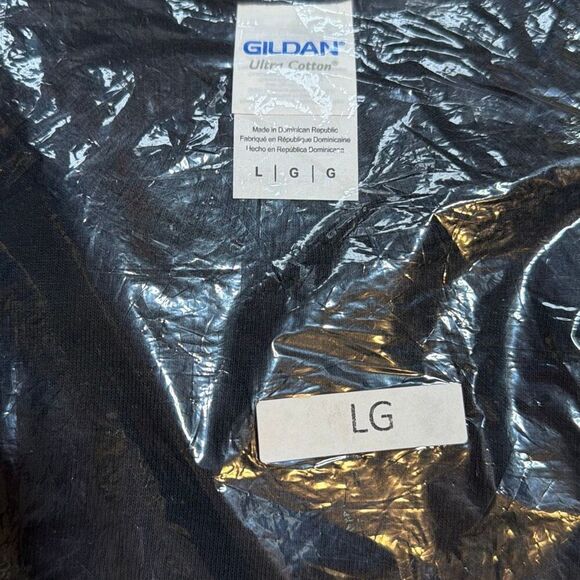 GILDAN®
Ultra Cotton®
Made in Dominican Republic
Fabriqué en République Dominicaine
Hecho en República Dominicana
L | G | G
LG